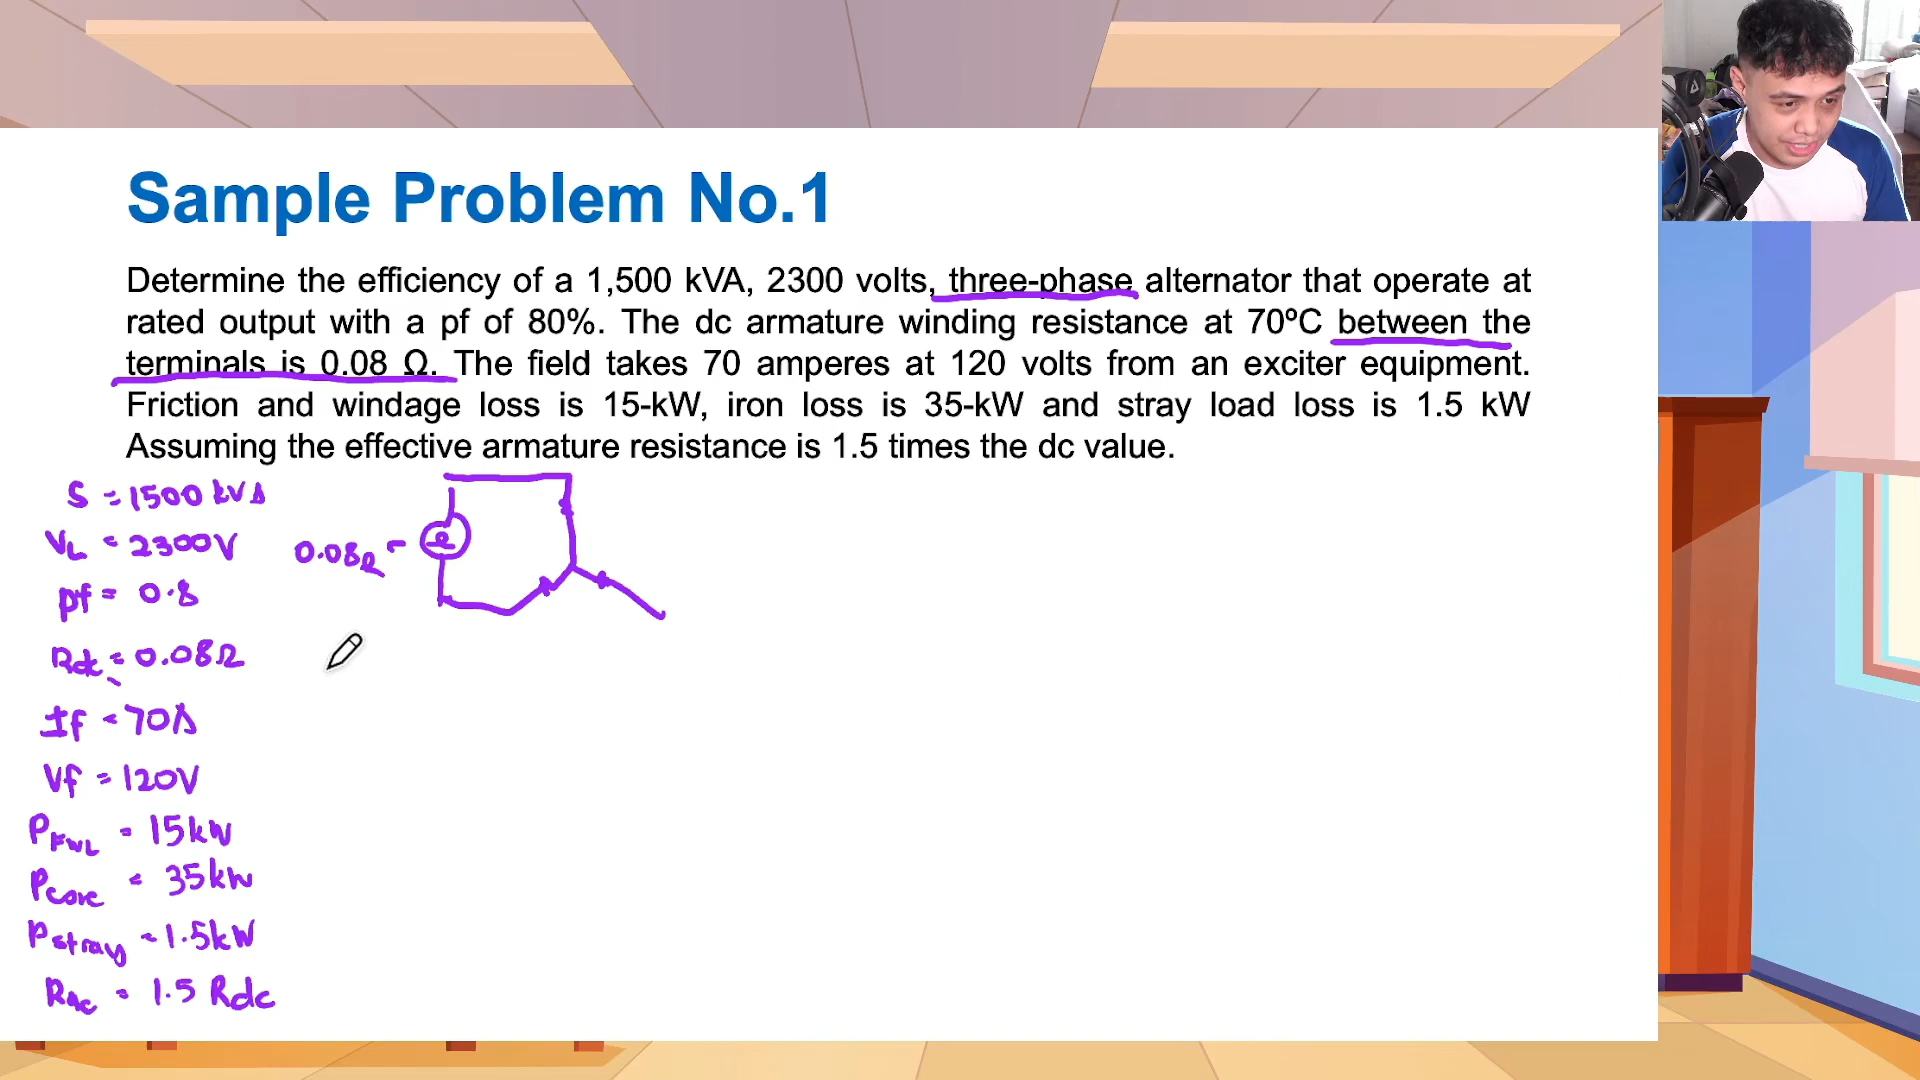 Sample Problem No.1
Determine the efficiency of a 1,500 kVA, 2300 volts, three-phase alternator that operate at
rated output with a pf of 80%. The dc armature winding resistance at 70ºC between the
terminals is 0.08 Ω. The field takes 70 amperes at 120 volts from an exciter equipment.
Friction and windage loss is 15-kW, iron loss is 35-kW and stray load loss is 1.5 kW
Assuming the effective armature resistance is 1.5 times the dc value.
S = 1500 kVA
VL = 2300V
0.08Ω
pf = 0.8
Rdc = 0.08Ω
If = 70A
Vf = 120V
PFWL = 15kW
Pcore = 35kW
Pstray = 1.5kW
RAC = 1.5 Rdc